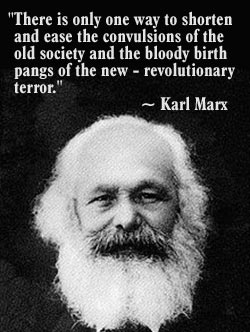 "There is only one way to shorten
and ease the convulsions of the
old society and the bloody birth
pangs of the new - revolutionary
terror."
~ Karl Marx